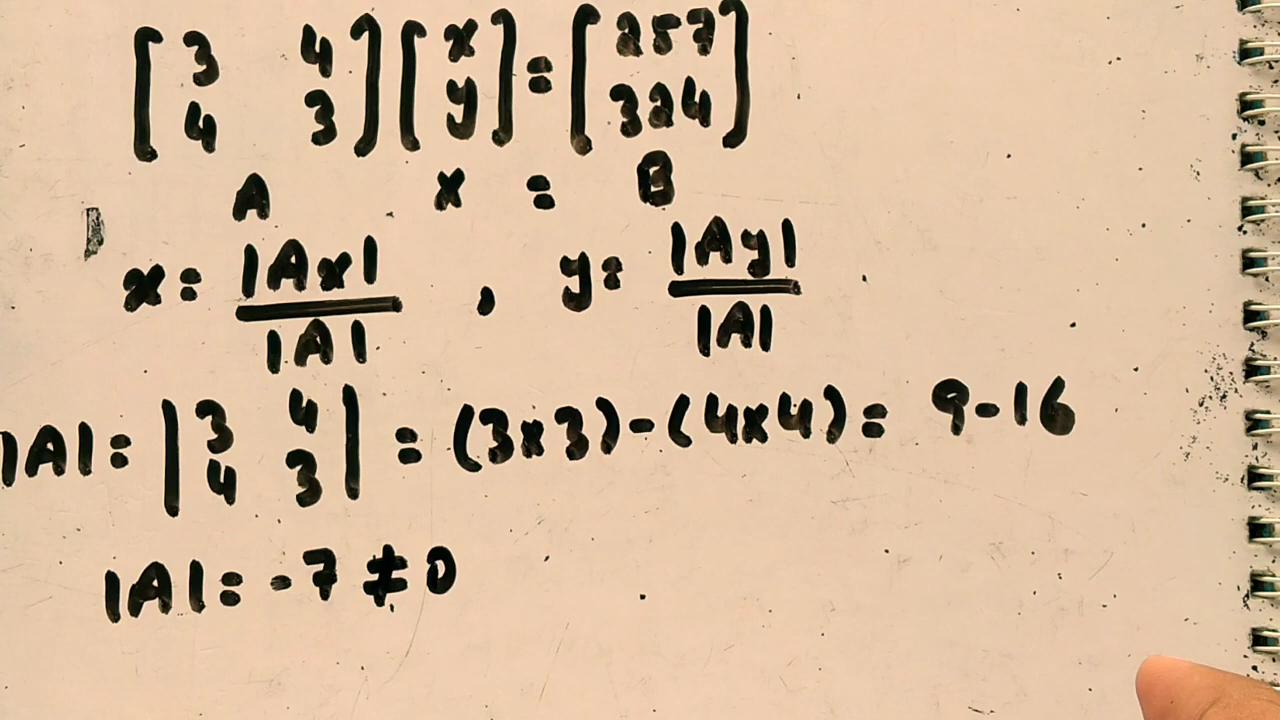 [3 4] [x] = [257]
[4 3] [y] = [324]
A x = B
x = |Ax| / |A| , y = |Ay| / |A|
|A| = |3 4; 4 3| = (3x3)-(4x4) = 9-16
|A| = -7 ≠ 0